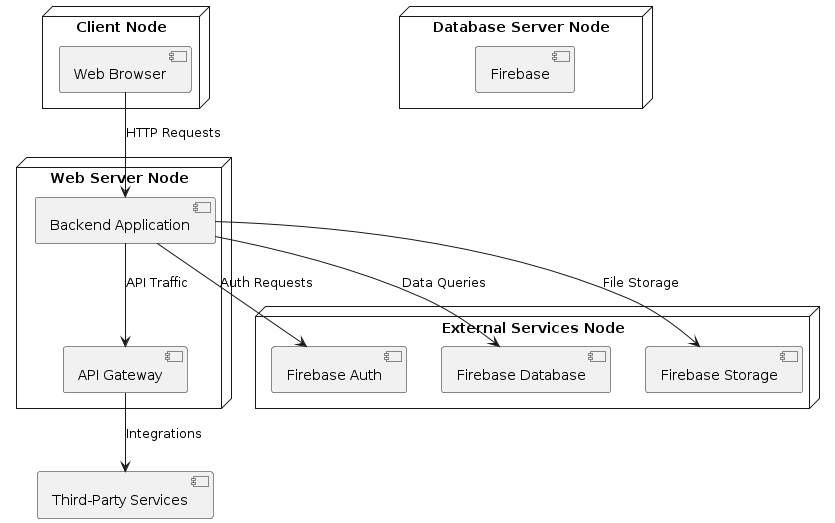 Client Node
Web Browser
Database Server Node
Firebase
HTTP Requests
Web Server Node
Backend Application
API Traffic
Auth Requests
Data Queries
File Storage
External Services Node
API Gateway
Firebase Auth
Firebase Database
Firebase Storage
Integrations
Third-Party Services